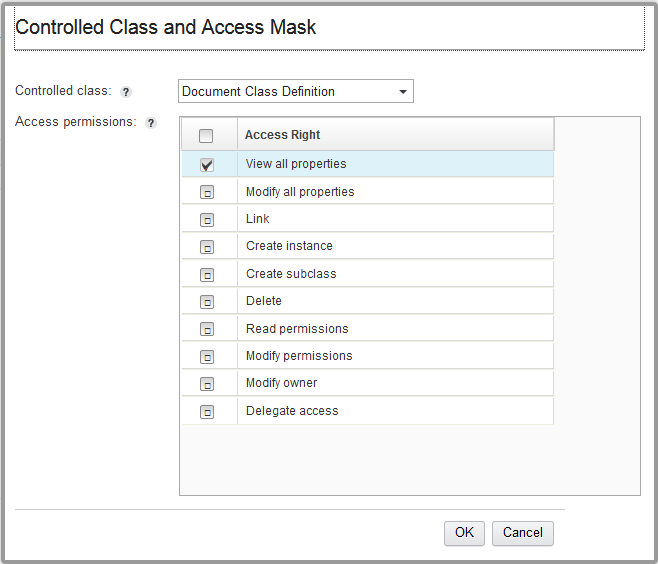 Controlled Class and Access Mask
Controlled class: ? Document Class Definition
Access permissions: ?
Access Right
View all properties
Modify all properties
Link
Create instance
Create subclass
Delete
Read permissions
Modify permissions
Modify owner
Delegate access
OK Cancel